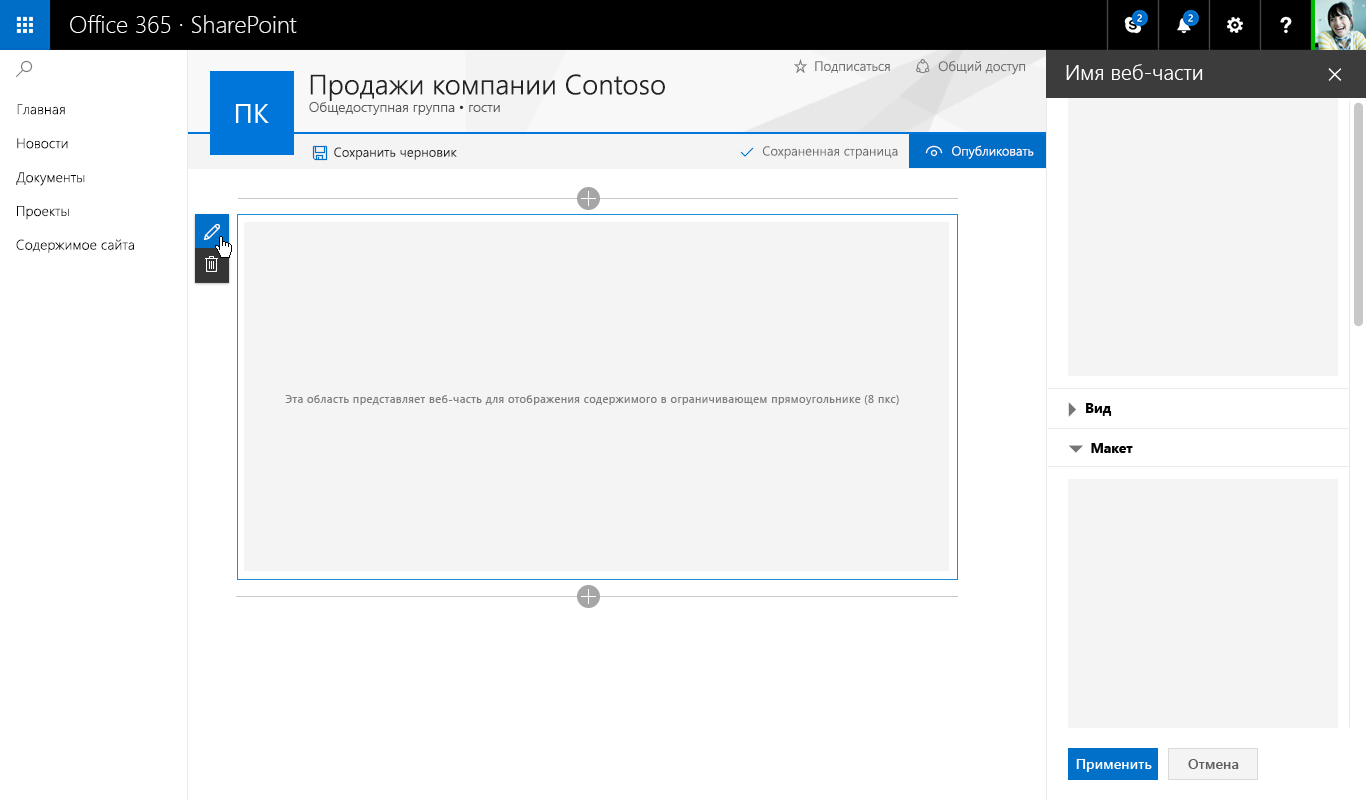 Office 365 · SharePoint
2
2
?
Главная
Новости
Документы
Проекты
Содержимое сайта
ПК
Продажи компании Contoso
Общедоступная группа • гости
Подписаться
Общий доступ
Сохранить черновик
Сохраненная страница
Опубликовать
Эта область представляет веб-часть для отображения содержимого в ограничивающем прямоугольнике (8 пкс)
Имя веб-части
Вид
Макет
Применить
Отмена